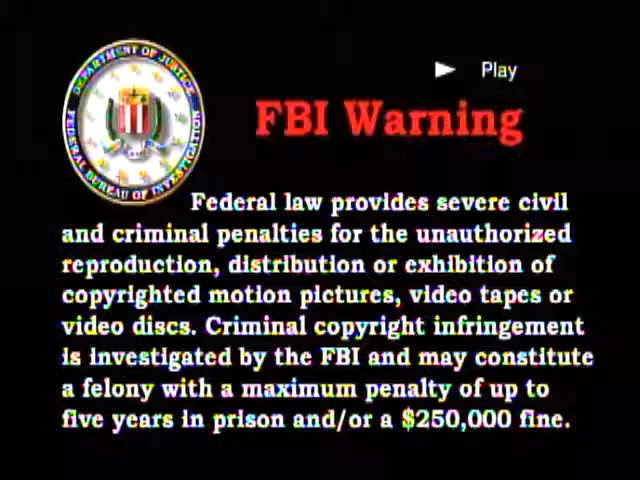 DEPARTMENT OF JUSTICE
FEDERAL BUREAU OF INVESTIGATION
Play
FBI Warning
Federal law provides severe civil
and criminal penalties for the unauthorized
reproduction, distribution or exhibition of
copyrighted motion pictures, video tapes or
video discs. Criminal copyright infringement
is investigated by the FBI and may constitute
a felony with a maximum penalty of up to
five years in prison and/or a $250,000 fine.